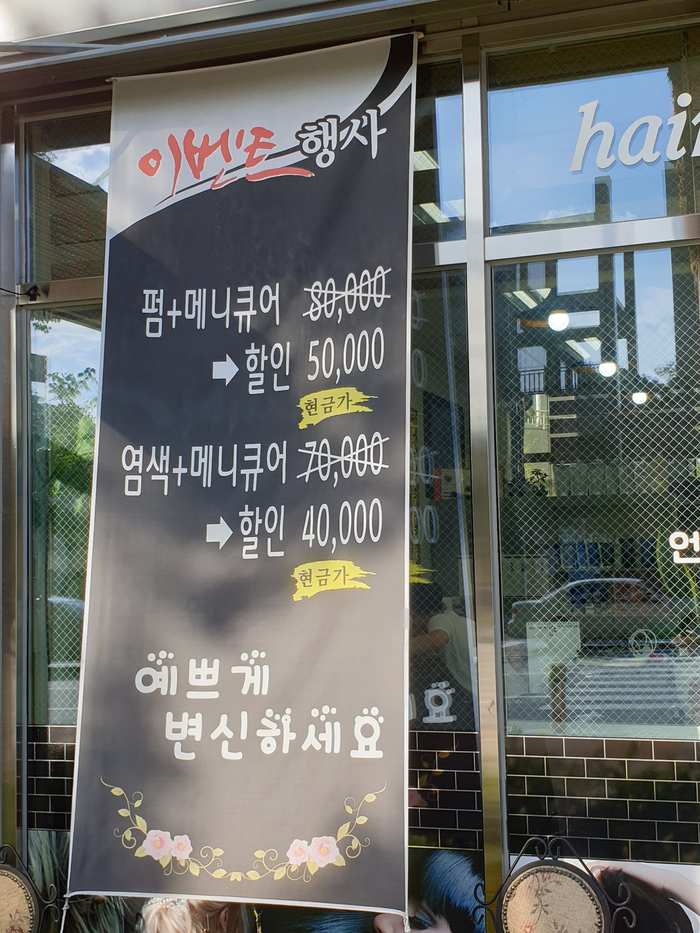 이벤트 행사
hair
펌+메니큐어 80,000
➡할인 50,000
현금가
염색+메니큐어 70,000
➡할인 40,000
현금가
예쁘게
변신하세요
언